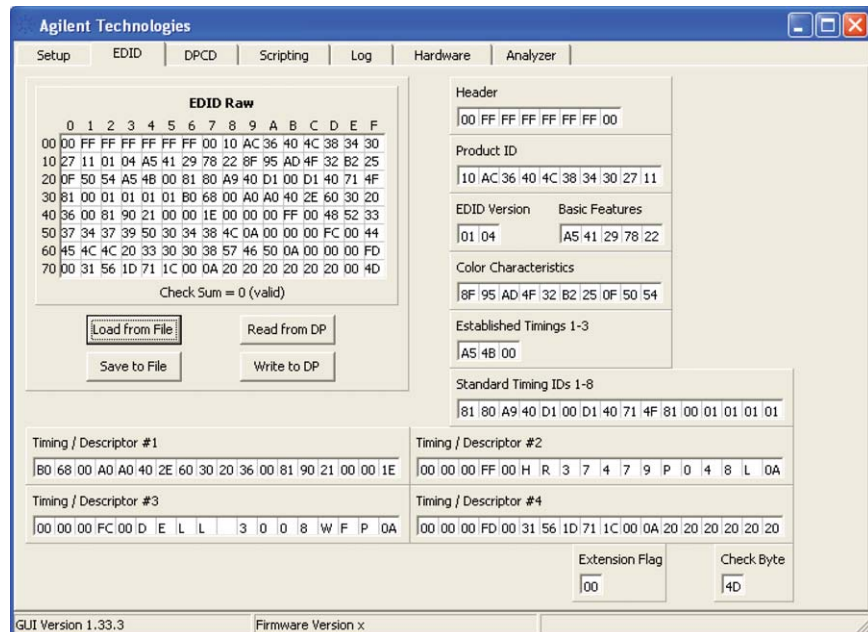 Agilent Technologies
Setup EDID DPCD Scripting Log Hardware Analyzer
EDID Raw
0 1 2 3 4 5 6 7 8 9 A B C D E F
00 00 FF FF FF FF FF FF 00 10 AC 36 40 4C 38 34 30
10 27 11 01 04 A5 41 29 78 22 8F 95 AD 4F 32 B2 25
20 0F 50 54 A5 4B 00 81 80 A9 40 D1 00 D1 40 71 4F
30 81 00 01 01 01 01 B0 68 00 A0 A0 40 2E 60 30 20
40 36 00 81 90 21 00 00 1E 00 00 00 FF 00 48 52 33
50 37 34 37 39 50 30 34 38 4C 0A 00 00 00 FC 00 44
60 45 4C 4C 20 33 30 30 38 57 46 50 0A 00 00 00 FD
70 00 31 56 1D 71 1C 00 0A 20 20 20 20 20 20 00 4D
Check Sum = 0 (valid)
Load from File Read from DP
Save to File Write to DP
Header
00 FF FF FF FF FF FF 00
Product ID
10 AC 36 40 4C 38 34 30 27 11
EDID Version Basic Features
01 04 A5 41 29 78 22
Color Characteristics
8F 95 AD 4F 32 B2 25 0F 50 54
Established Timings 1-3
A5 4B 00
Standard Timing IDs 1-8
81 80 A9 40 D1 00 D1 40 71 4F 81 00 01 01 01 01
Timing / Descriptor #1 Timing / Descriptor #2
B0 68 00 A0 A0 40 2E 60 30 20 36 00 81 90 21 00 00 1E 00 00 00 FF 00 H R 3 7 4 7 9 P 0 4 8 L 0A
Timing / Descriptor #3 Timing / Descriptor #4
00 00 00 FC 00 D E L L 3 0 0 8 W F P 0A 00 00 00 FD 00 31 56 1D 71 1C 00 0A 20 20 20 20 20 20
Extension Flag Check Byte
00 4D
GUI Version 1.33.3 Firmware Version x